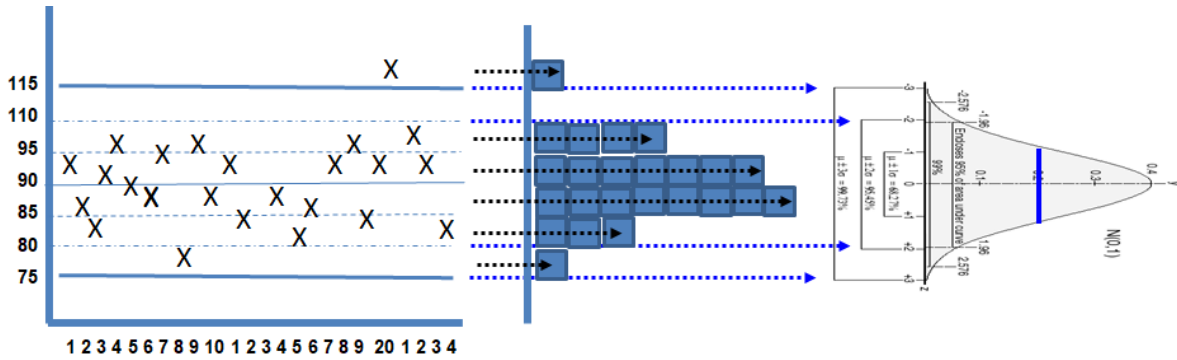 115
110
95
90
85
80
75
1 2 3 4 5 6 7 8 9 10 1 2 3 4 5 6 7 8 9 20 1 2 3 4
y
0.4
0.3
0.2
0.1
N(0,1)
-2.576
-1.96
1.96
2.576
Encloses 95% of area under curve
99%
-3 -2 -1 0 +1 +2 +3 z
μ ± 1σ = 68.27%
μ ± 2σ = 95.45%
μ ± 3σ = 99.73%